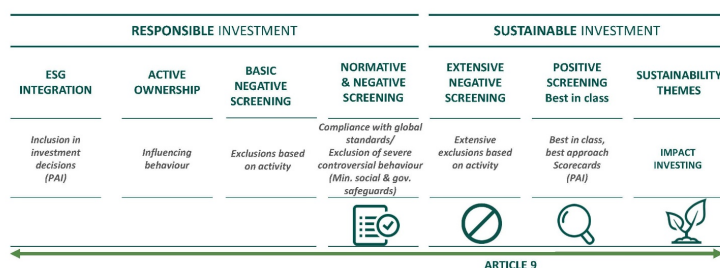 RESPONSIBLE INVESTMENT
SUSTAINABLE INVESTMENT
ESG
INTEGRATION
ACTIVE
OWNERSHIP
BASIC
NEGATIVE
SCREENING
NORMATIVE
& NEGATIVE
SCREENING
EXTENSIVE
NEGATIVE
SCREENING
POSITIVE
SCREENING
Best in class
SUSTAINABILITY
THEMES
Inclusion in
investment
decisions
(PAI)
Influencing
behaviour
Exclusions based
on activity
Compliance with global
standards/
Exclusion of severe
controversial behaviour
(Min. social & gov.
safeguards)
Extensive
exclusions based
on activity
Best in class,
best approach
Scorecards
(PAI)
IMPACT
INVESTING
ARTICLE 9